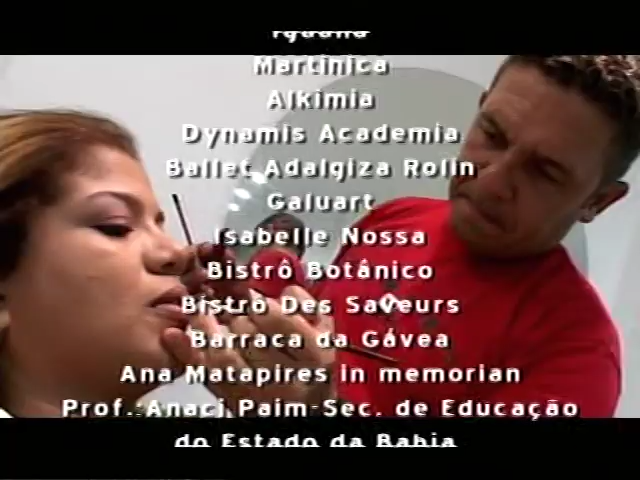 Iguana
Martinica
Alkimia
Dynamis Academia
Ballet Adalgiza Rolin
Galuart
Isabelle Nossa
Bistrô Botânico
Bistrô Des Saveurs
Barraca da Gávea
Ana Matapires in memorian
Prof.:Anaci Paim-Sec. de Educação
do Estado da Bahia